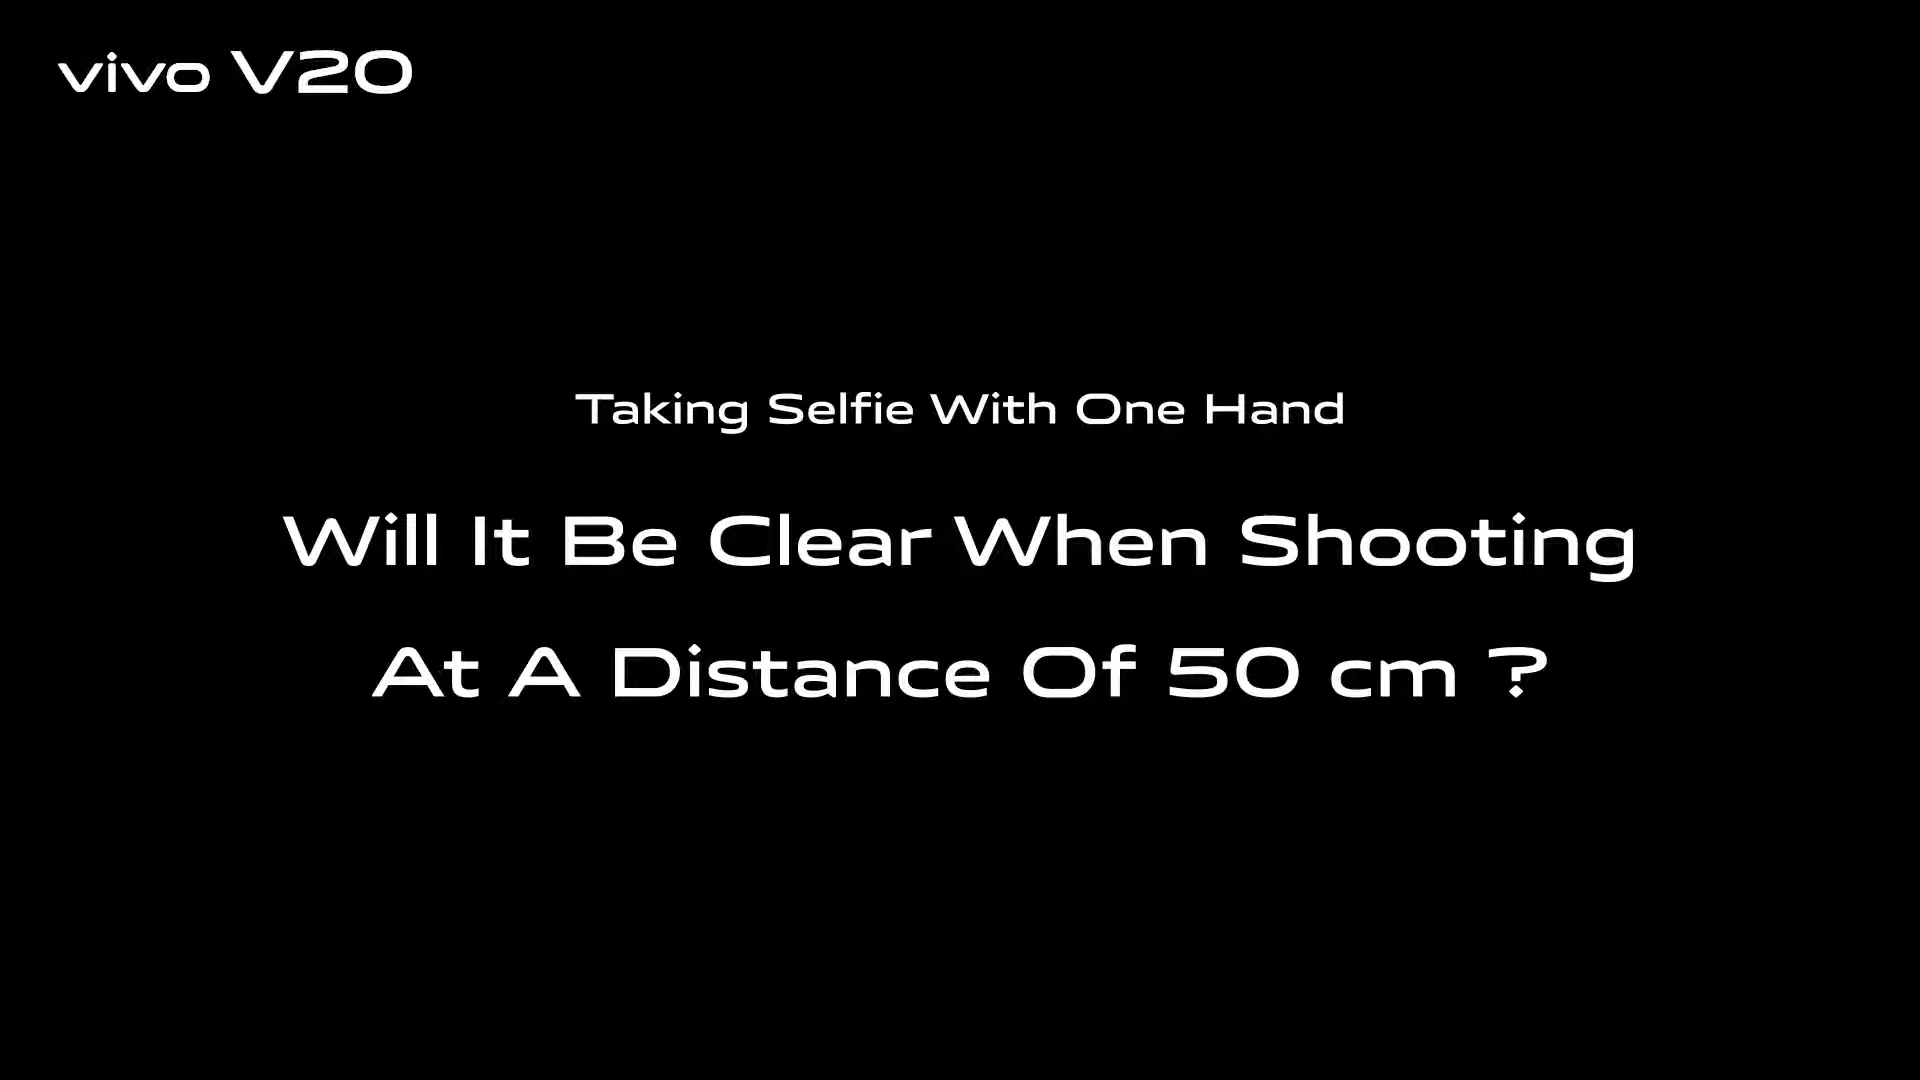 vivo V20
Taking Selfie With One Hand
Will It Be Clear When Shooting
At A Distance Of 50 cm ?